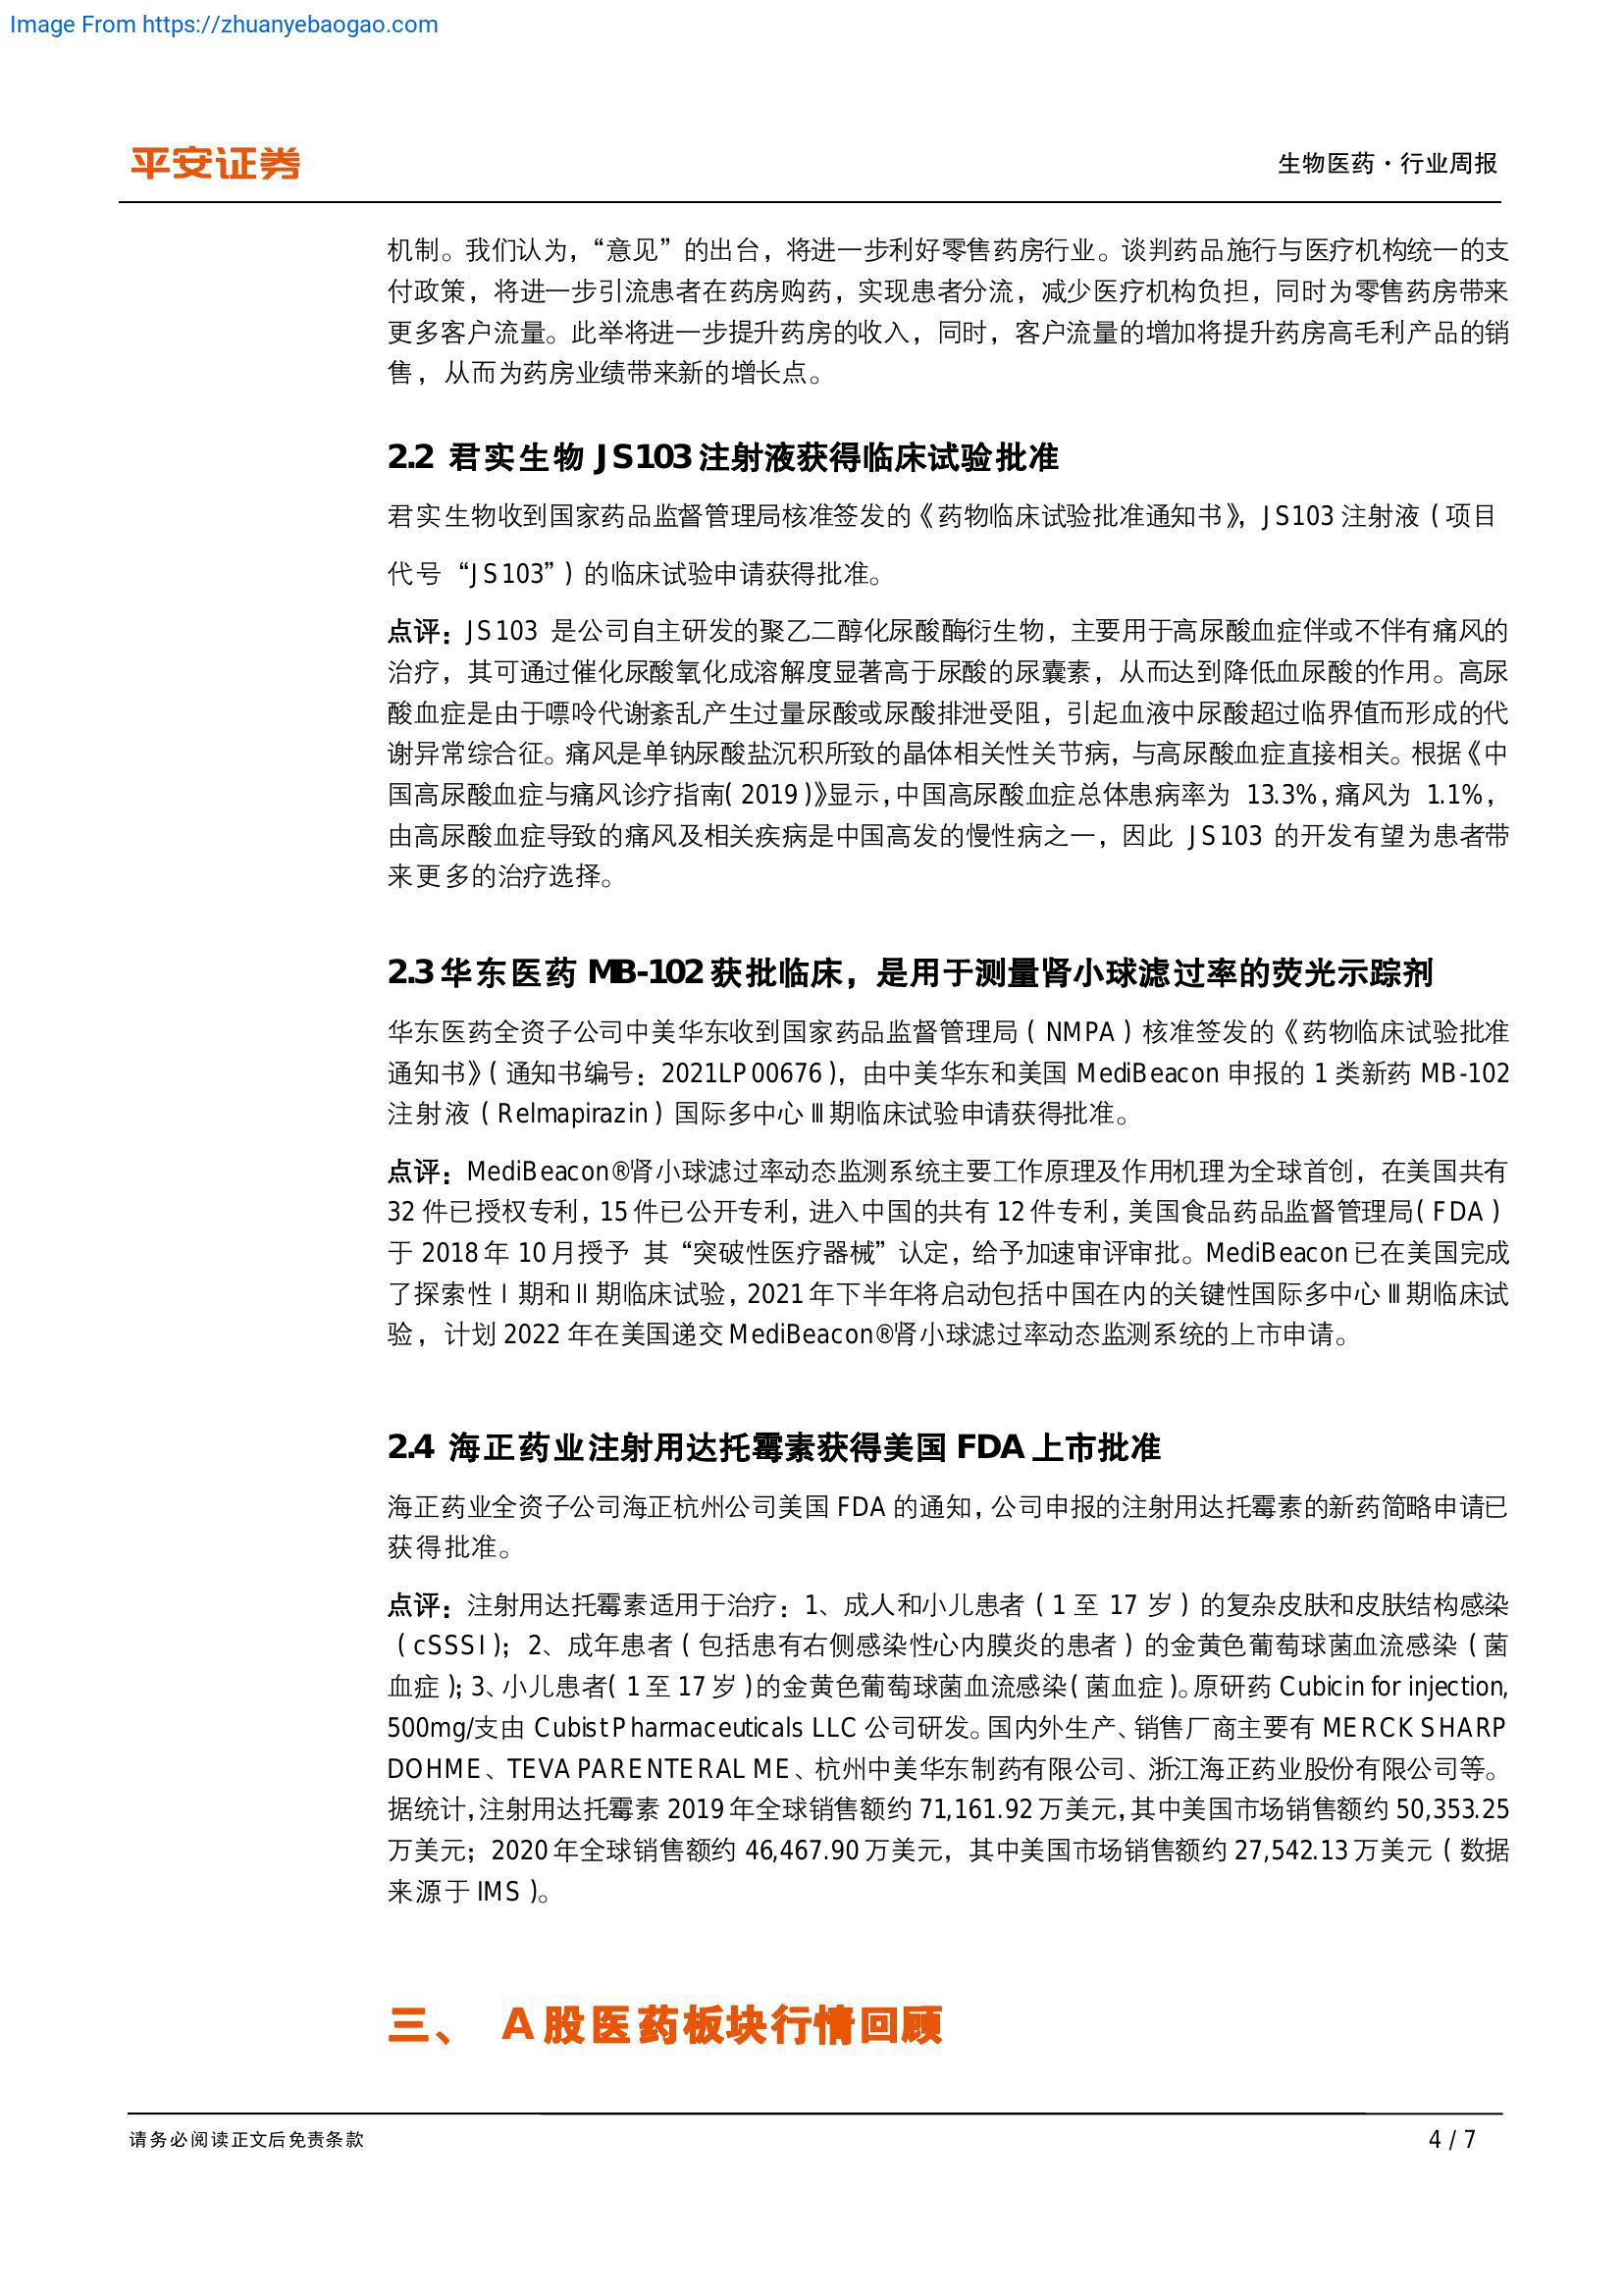 Image From https://zhuanyebaogao.com
平安证券
生物医药·行业周报
机制。我们认为，“意见”的出台，将进一步利好零售药房行业。谈判药品施行与医疗机构统一的支
付政策，将进一步引流患者在药房购药，实现患者分流，减少医疗机构负担，同时为零售药房带来
更多客户流量。此举将进一步提升药房的收入，同时，客户流量的增加将提升药房高毛利产品的销
售，从而为药房业绩带来新的增长点。
2.2 君实生物 JS103 注射液获得临床试验批准
君实生物收到国家药品监督管理局核准签发的《药物临床试验批准通知书》，JS103 注射液（项目
代号“JS103”）的临床试验申请获得批准。
点评：JS103 是公司自主研发的聚乙二醇化尿酸酶衍生物，主要用于高尿酸血症伴或不伴有痛风的
治疗，其可通过催化尿酸氧化成溶解度显著高于尿酸的尿囊素，从而达到降低血尿酸的作用。高尿
酸血症是由于嘌呤代谢紊乱产生过量尿酸或尿酸排泄受阻，引起血液中尿酸超过临界值而形成的代
谢异常综合征。痛风是单钠尿酸盐沉积所致的晶体相关性关节病，与高尿酸血症直接相关。根据《中
国高尿酸血症与痛风诊疗指南（2019）》显示，中国高尿酸血症总体患病率为 13.3%，痛风为 1.1%，
由高尿酸血症导致的痛风及相关疾病是中国高发的慢性病之一，因此 JS103 的开发有望为患者带
来更多的治疗选择。
2.3 华东医药 MB-102 获批临床，是用于测量肾小球滤过率的荧光示踪剂
华东医药全资子公司中美华东收到国家药品监督管理局（NMPA）核准签发的《药物临床试验批准
通知书》（通知书编号：2021LP00676），由中美华东和美国 MediBeacon 申报的 1 类新药 MB-102
注射液（Relmapirazin）国际多中心Ⅲ期临床试验申请获得批准。
点评：MediBeacon®肾小球滤过率动态监测系统主要工作原理及作用机理为全球首创，在美国共有
32 件已授权专利，15 件已公开专利，进入中国的共有 12 件专利，美国食品药品监督管理局（FDA）
于 2018 年 10 月授予 其“突破性医疗器械”认定，给予加速审评审批。MediBeacon 已在美国完成
了探索性Ⅰ期和Ⅱ期临床试验，2021 年下半年将启动包括中国在内的关键性国际多中心Ⅲ期临床试
验，计划 2022 年在美国递交 MediBeacon®肾小球滤过率动态监测系统的上市申请。
2.4 海正药业注射用达托霉素获得美国 FDA 上市批准
海正药业全资子公司海正杭州公司美国 FDA 的通知，公司申报的注射用达托霉素的新药简略申请已
获得批准。
点评：注射用达托霉素适用于治疗：1、成人和小儿患者（1 至 17 岁）的复杂皮肤和皮肤结构感染
（cSSSI）；2、成年患者（包括患有右侧感染性心内膜炎的患者）的金黄色葡萄球菌血流感染（菌
血症）；3、小儿患者（1 至 17 岁）的金黄色葡萄球菌血流感染（菌血症）。原研药 Cubicin for injection,
500mg/支由 Cubist Pharmaceuticals LLC 公司研发。国内外生产、销售厂商主要有 MERCK SHARP
DOHME、TEVA PARENTERAL ME、杭州中美华东制药有限公司、浙江海正药业股份有限公司等。
据统计，注射用达托霉素 2019 年全球销售额约 71,161.92 万美元，其中美国市场销售额约 50,353.25
万美元；2020 年全球销售额约 46,467.90 万美元，其中美国市场销售额约 27,542.13 万美元（数据
来源于 IMS）。
三、 A 股医药板块行情回顾
请务必阅读正文后免责条款
4 / 7